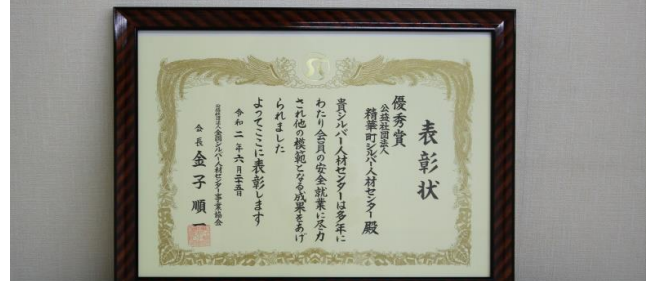 表彰状
優秀賞
公益社団法人
精華町シルバー人材センター 殿
貴シルバー人材センターは多年に
わたり会員の安全就業に尽力
され他の模範となる成果をあげ
られました
よってここに表彰します
令和二年六月二十五日
公益社団法人全国シルバー人材センター事業協会
会長 金子順一